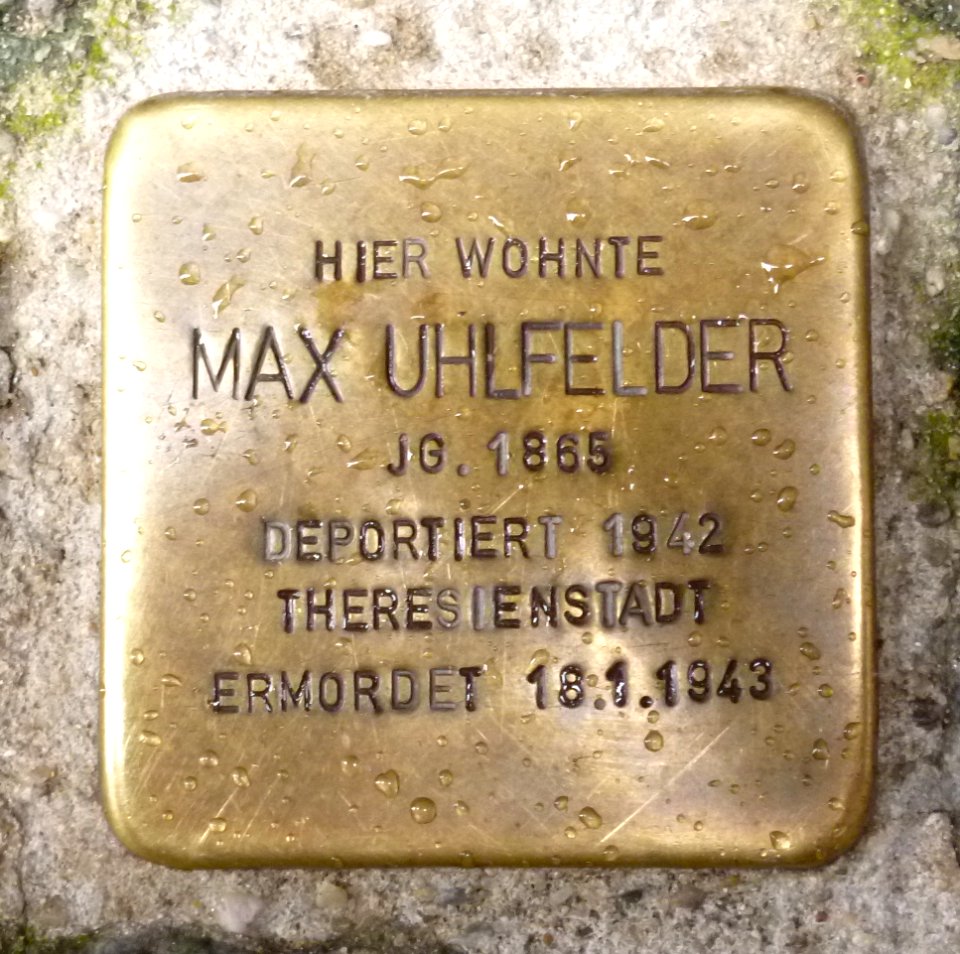 HIER WOHNTE
MAX UHLFELDER
JG. 1865
DEPORTIERT 1942
THERESIENSTADT
ERMORDET 18.1.1943